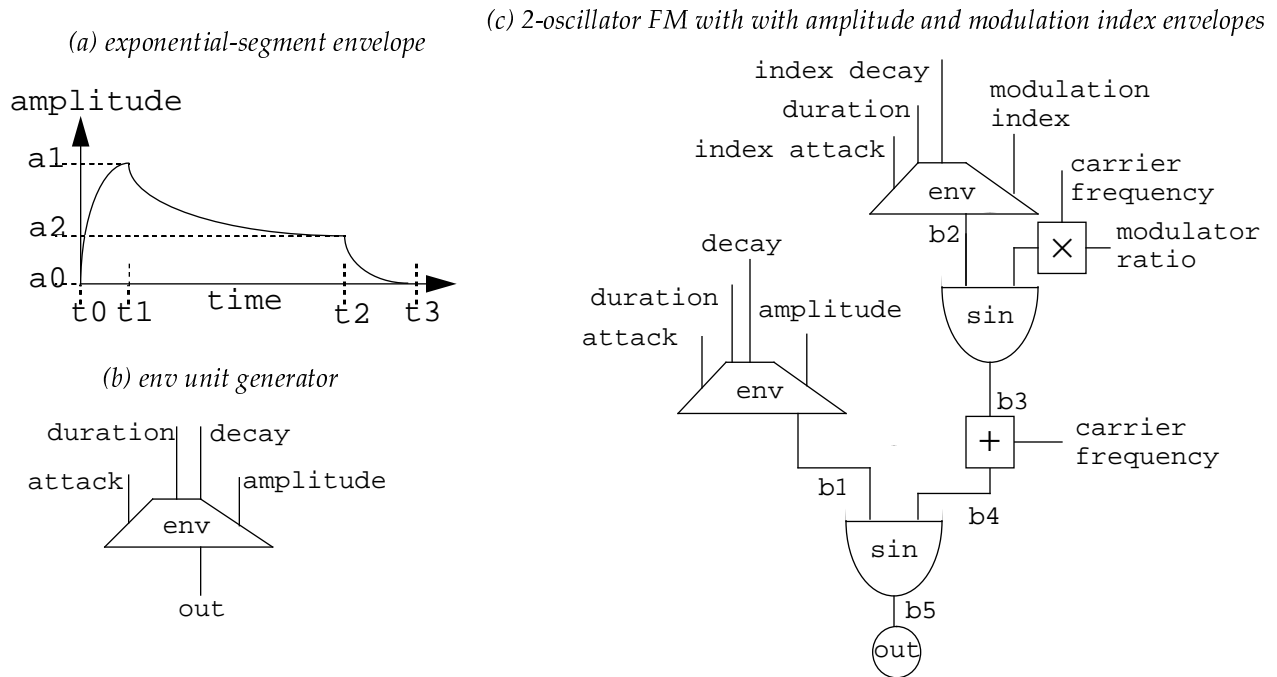 (a) exponential-segment envelope
amplitude
a1
a2
a0
t0 t1
time
t2 t3
(b) env unit generator
duration decay
attack
amplitude
env
out
(c) 2-oscillator FM with with amplitude and modulation index envelopes
index decay
modulation
index
duration
index attack
carrier
frequency
env
b2
×
modulator
ratio
sin
decay
duration
amplitude
attack
env
b3
+
carrier
frequency
b1
b4
sin
b5
out